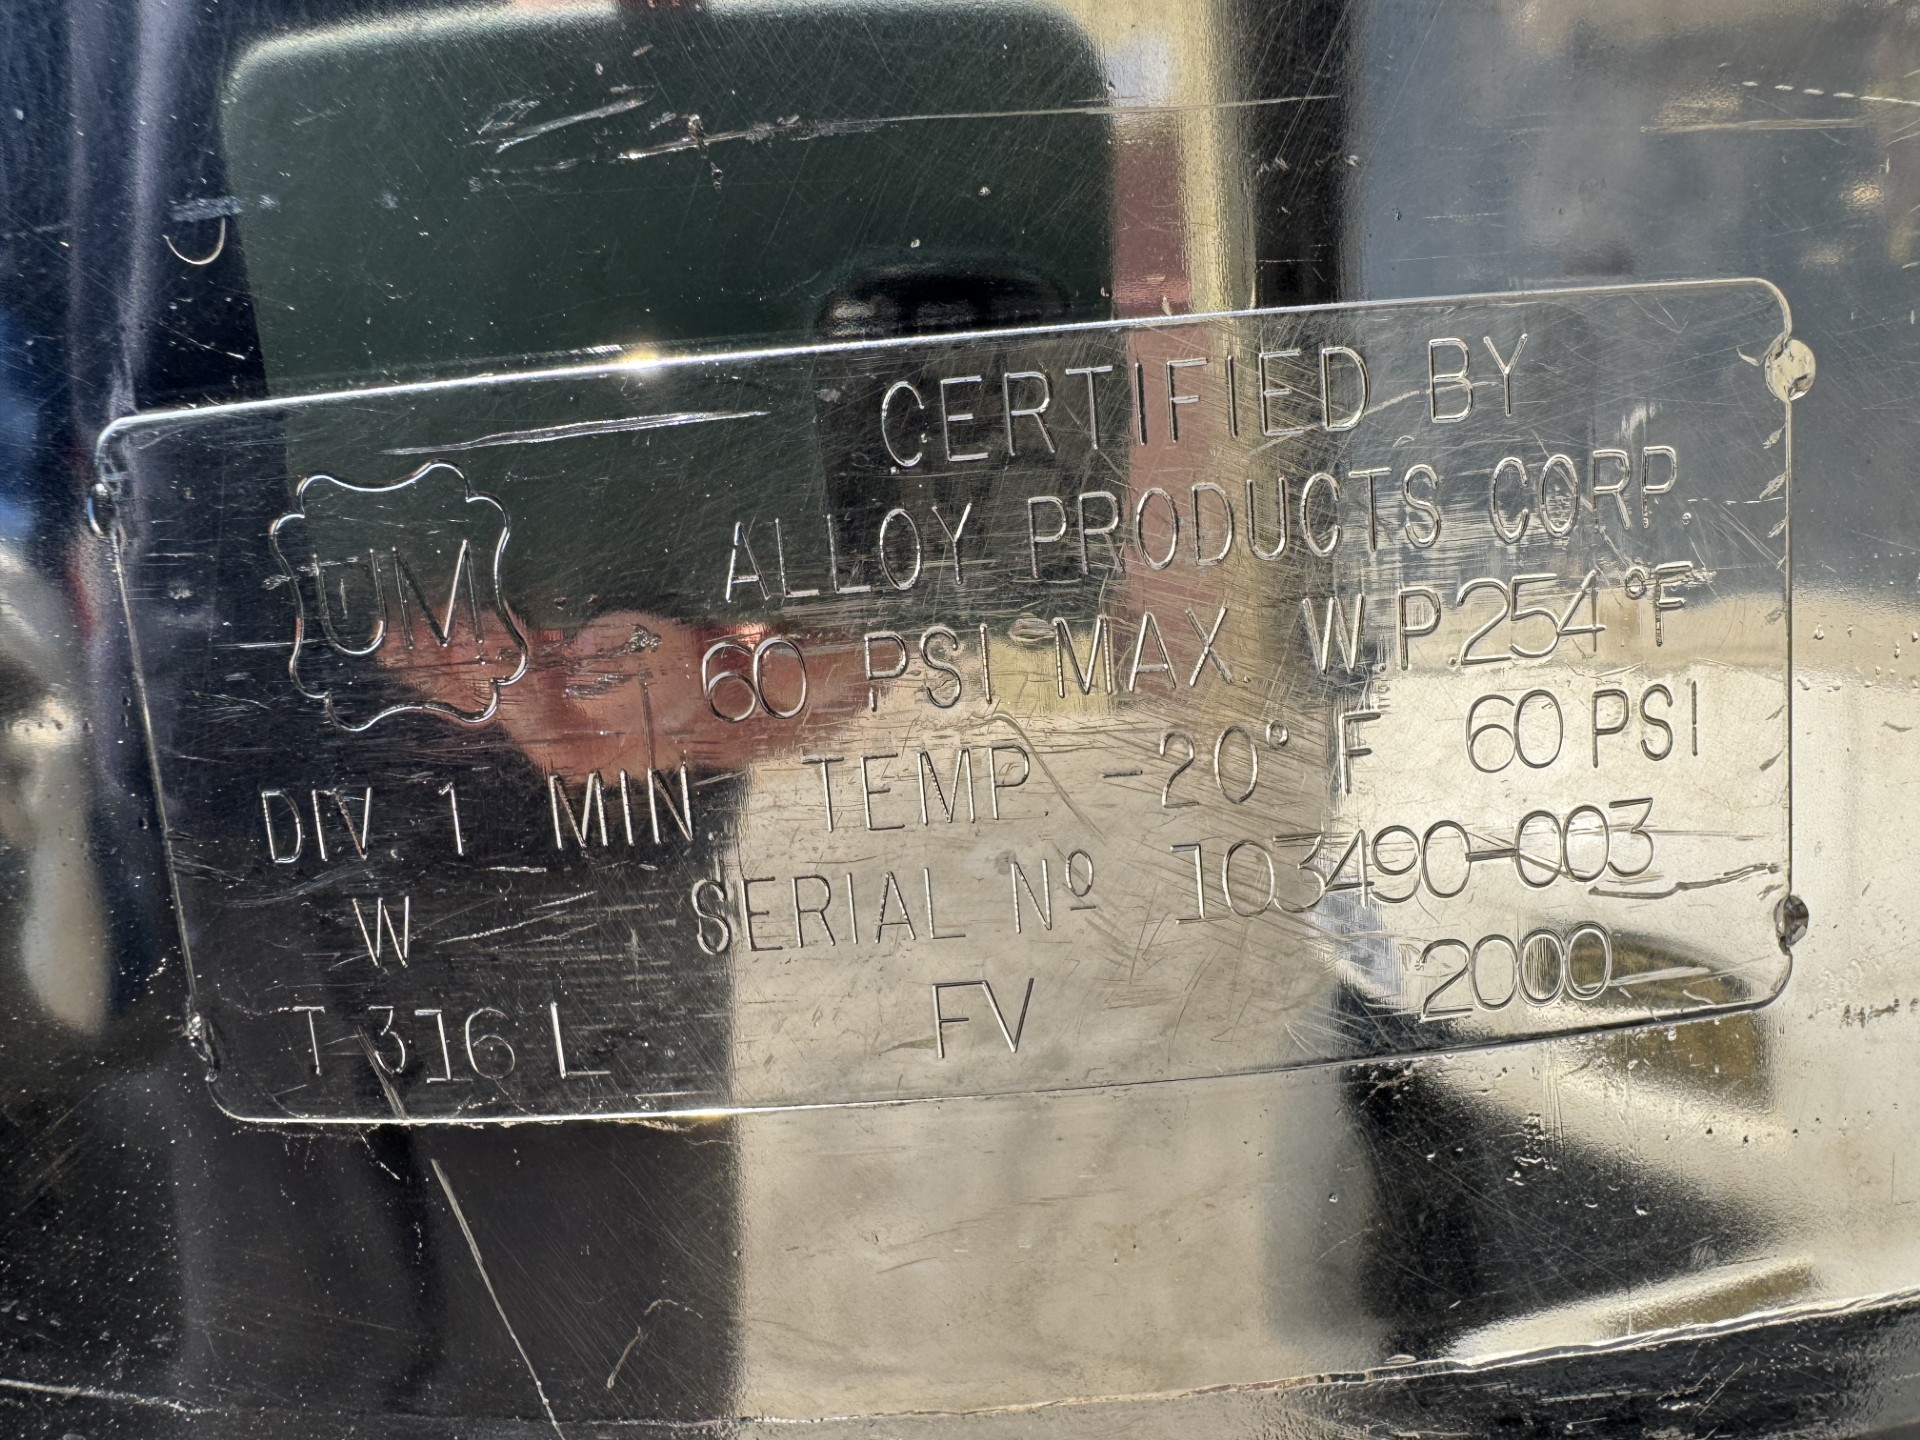 CERTIFIED BY
UM
ALLOY PRODUCTS CORP.
60 PSI MAX. W.P. 254°F
DIV. 1 MIN TEMP. -20° F 60 PSI
W SERIAL Nº 103490-003
T 316 L FV 2000